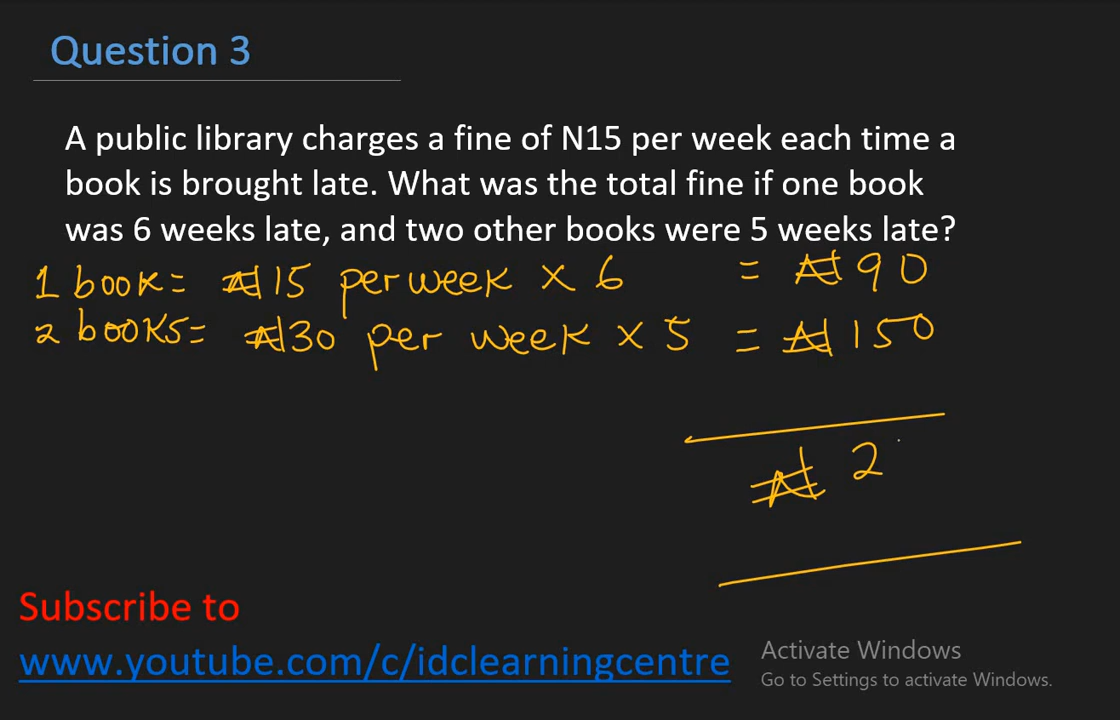 Question 3
A public library charges a fine of N15 per week each time a
book is brought late. What was the total fine if one book
was 6 weeks late, and two other books were 5 weeks late?
1 book = ₦15 per week × 6 = ₦90
2 books = ₦30 per week × 5 = ₦150
₦ 2
Subscribe to
www.youtube.com/c/idclearningcentre
Activate Windows
Go to Settings to activate Windows.